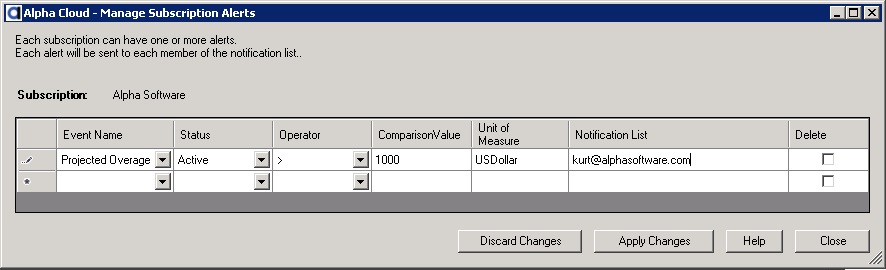 Alpha Cloud - Manage Subscription Alerts
Each subscription can have one or more alerts.
Each alert will be sent to each member of the notification list..
Subscription: Alpha Software
Event Name Status Operator ComparisonValue Unit of Measure Notification List Delete
Projected Overage Active > 1000 USDollar kurt@alphasoftware.com
*
Discard Changes Apply Changes Help Close